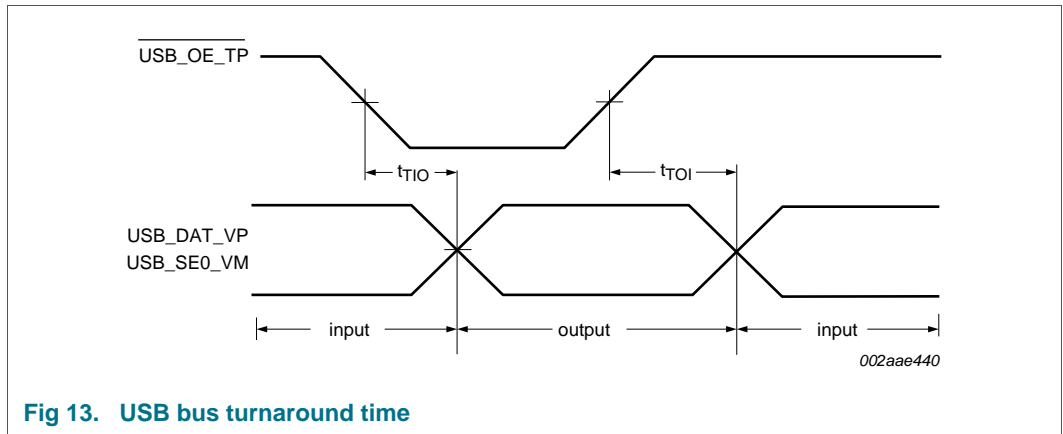 USB_OE_TP
tTIO
tTOI
USB_DAT_VP
USB_SE0_VM
input
output
input
002aae440
Fig 13. USB bus turnaround time